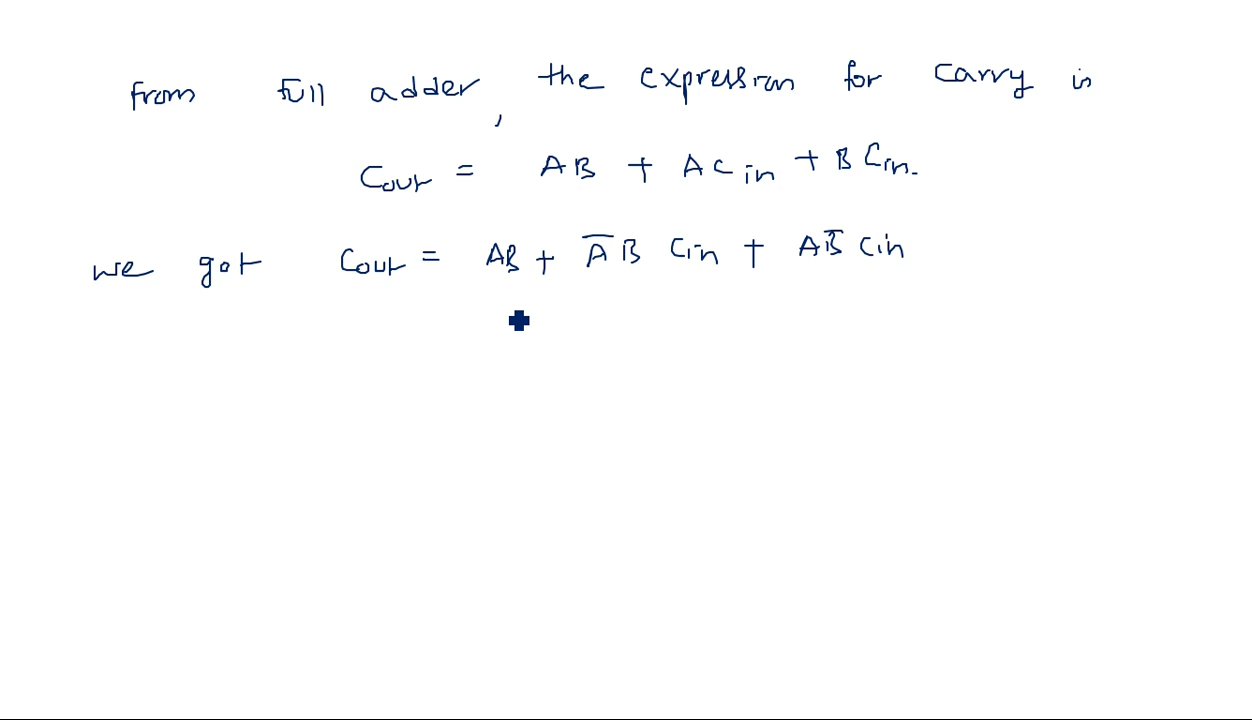 from full adder, the expression for carry is
Cout = AB + ACin + BCin.
we got Cout = AB + A̅B Cin + AB̅ Cin